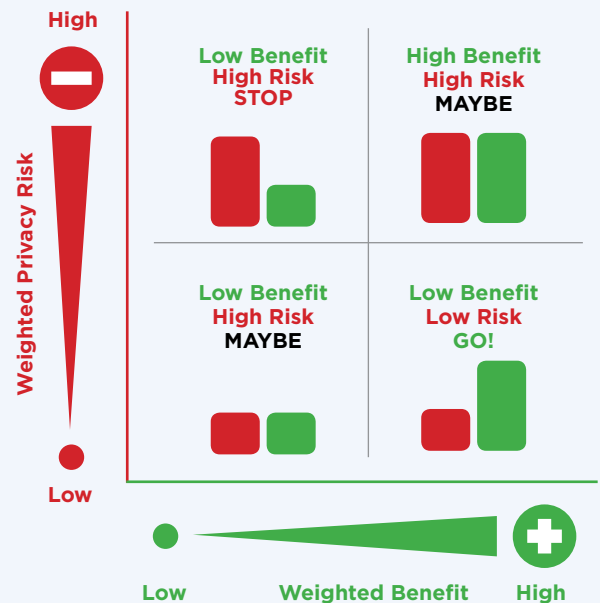 High
Weighted Privacy Risk
Low
Low Benefit
High Risk
STOP
High Benefit
High Risk
MAYBE
Low Benefit
High Risk
MAYBE
Low Benefit
Low Risk
GO!
Low
Weighted Benefit
High